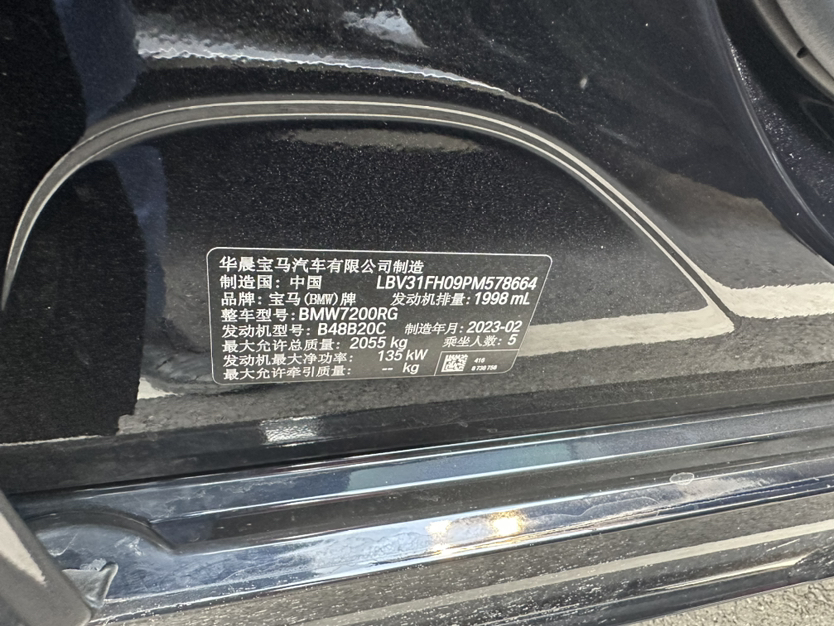 华晨宝马汽车有限公司制造
制造国：中国 LBV31FH09PM578664
品牌：宝马(BMW)牌 发动机排量：1998 mL
整车型号：BMW7200RG
发动机型号：B48B20C 制造年月：2023-02
最大允许总质量：2055 kg 乘坐人数：5
发动机最大净功率：135 kW
最大允许牵引质量：-- kg
416